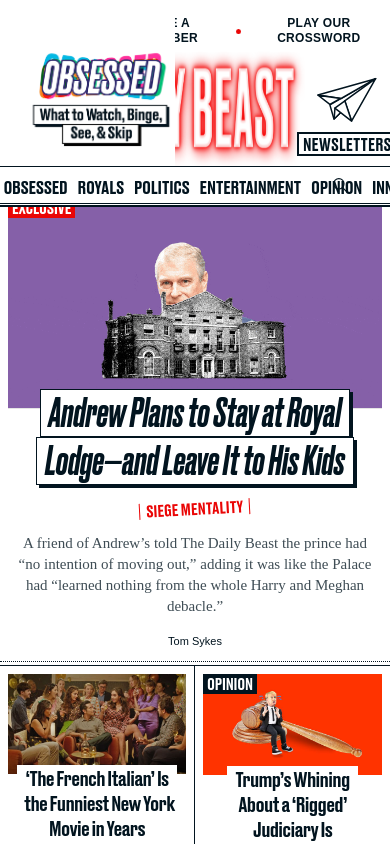 E A
BER
PLAY OUR
CROSSWORD
OBSESSED
What to Watch, Binge,
See, & Skip
Y BEAST
NEWSLETTERS
OBSESSED ROYALS POLITICS ENTERTAINMENT OPINION INN
EXCLUSIVE
Andrew Plans to Stay at Royal
Lodge—and Leave It to His Kids
SIEGE MENTALITY
A friend of Andrew’s told The Daily Beast the prince had
“no intention of moving out,” adding it was like the Palace
had “learned nothing from the whole Harry and Meghan
debacle.”
Tom Sykes
‘The French Italian’ Is
the Funniest New York
Movie in Years
OPINION
Trump’s Whining
About a ‘Rigged’
Judiciary Is